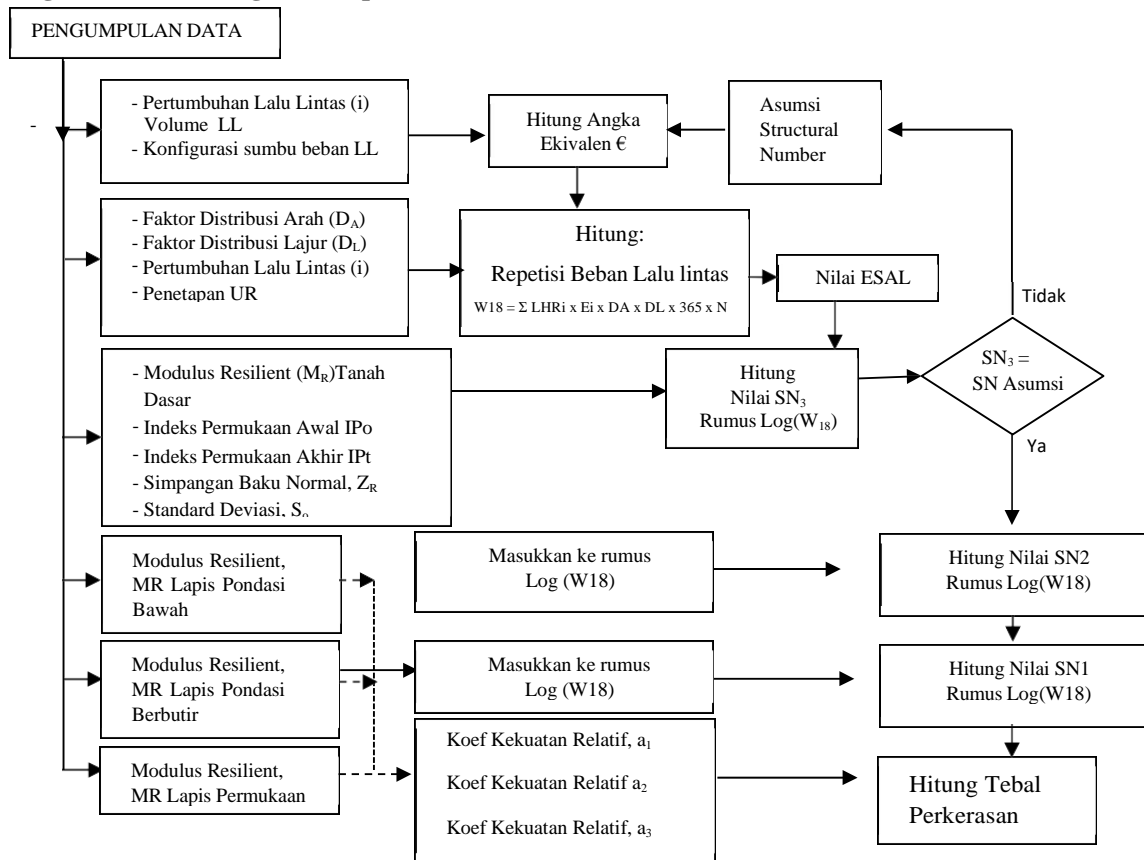 PENGUMPULAN DATA
-
- Pertumbuhan Lalu Lintas (i)
Volume LL
- Konfigurasi sumbu beban LL
Hitung Angka
Ekivalen €
Asumsi
Structural
Number
- Faktor Distribusi Arah (DA)
- Faktor Distribusi Lajur (DL)
- Pertumbuhan Lalu Lintas (i)
- Penetapan UR
Hitung:
Repetisi Beban Lalu lintas
W18 = Σ LHRi x Ei x DA x DL x 365 x N
Nilai ESAL
Tidak
- Modulus Resilient (MR)Tanah
Dasar
- Indeks Permukaan Awal IPo
- Indeks Permukaan Akhir IPt
- Simpangan Baku Normal, ZR
- Standard Deviasi, So
Hitung
Nilai SN3
Rumus Log(W18)
SN3 =
SN Asumsi
Ya
Modulus Resilient,
MR Lapis Pondasi
Bawah
Masukkan ke rumus
Log (W18)
Hitung Nilai SN2
Rumus Log(W18)
Modulus Resilient,
MR Lapis Pondasi
Berbutir
Masukkan ke rumus
Log (W18)
Hitung Nilai SN1
Rumus Log(W18)
Modulus Resilient,
MR Lapis Permukaan
Koef Kekuatan Relatif, a1
Koef Kekuatan Relatif a2
Koef Kekuatan Relatif, a3
Hitung Tebal
Perkerasan